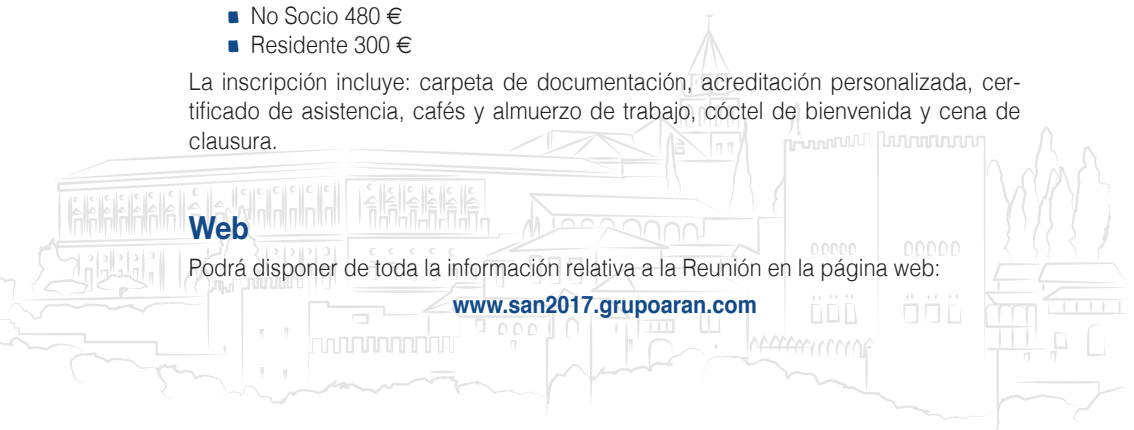 ■ No Socio 480 €
■ Residente 300 €
La inscripción incluye: carpeta de documentación, acreditación personalizada, cer-
tificado de asistencia, cafés y almuerzo de trabajo, cóctel de bienvenida y cena de
clausura.
Web
Podrá disponer de toda la información relativa a la Reunión en la página web:
www.san2017.grupoaran.com